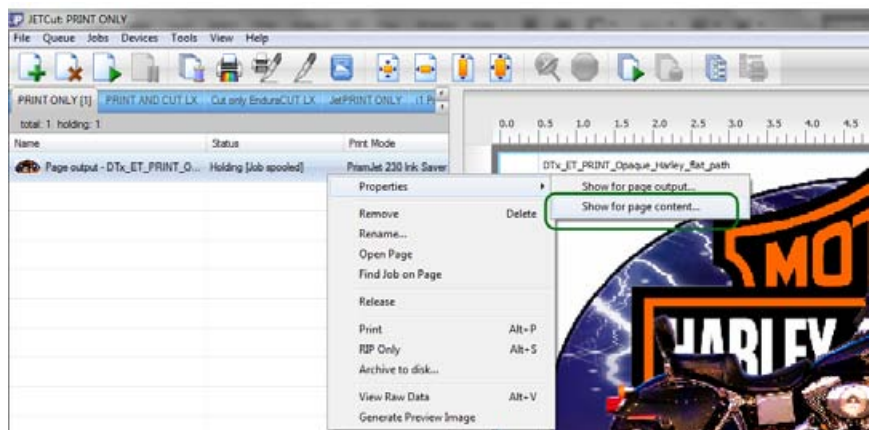 JETCut: PRINT ONLY
File Queue Jobs Devices Tools View Help
PRINT ONLY [1] PRINT AND CUT LX Cut only EnduraCUT LX JetPRINT ONLY
total: 1 holding: 1
Name Status Print Mode
Page output - DTx_ET_PRINT_O... Holding [Job spooled] PramJet 230 Ink Saver
0.0 0.5 1.5 2.0 2.5 3.0 3.5 4.0 4.5
DTx_ET_PRINT_Opaque_Harley_flat_path
Properties
Show for page output...
Show for page content...
Remove Delete
Rename...
Open Page
Find Job on Page
Release
Print Alt+P
RIP Only Alt+S
Archive to disk...
View Raw Data Alt+V
Generate Preview Image
MO
HARLEY